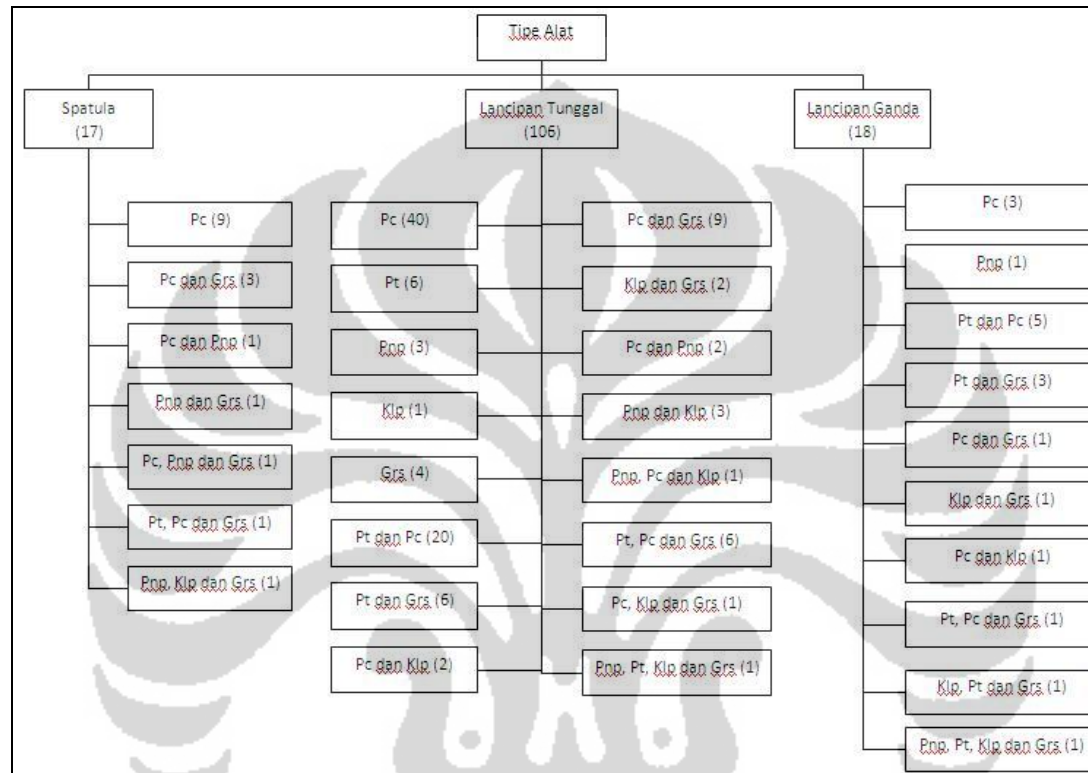 Tipe Alat
Spatula
(17)
Pc (9)
Pc dan Grs (3)
Pc dan Pnp (1)
Pnp dan Grs (1)
Pc, Pnp dan Grs (1)
Pt, Pc dan Grs (1)
Pnp, Klp dan Grs (1)
Lancipan Tunggal
(106)
Pc (40)
Pt (6)
Pnp (3)
Klp (1)
Grs (4)
Pt dan Pc (20)
Pt dan Grs (6)
Pc dan Klp (2)
Pc dan Grs (9)
Klp dan Grs (2)
Pc dan Pnp (2)
Pnp dan Klp (3)
Pnp, Pc dan Klp (1)
Pt, Pc dan Grs (6)
Pc, Klp dan Grs (1)
Pnp, Pt, Klp dan Grs (1)
Lancipan Ganda
(18)
Pc (3)
Pnp (1)
Pt dan Pc (5)
Pt dan Grs (3)
Pc dan Grs (1)
Klp dan Grs (1)
Pc dan Klp (1)
Pt, Pc dan Grs (1)
Klp, Pt dan Grs (1)
Pnp, Pt, Klp dan Grs (1)